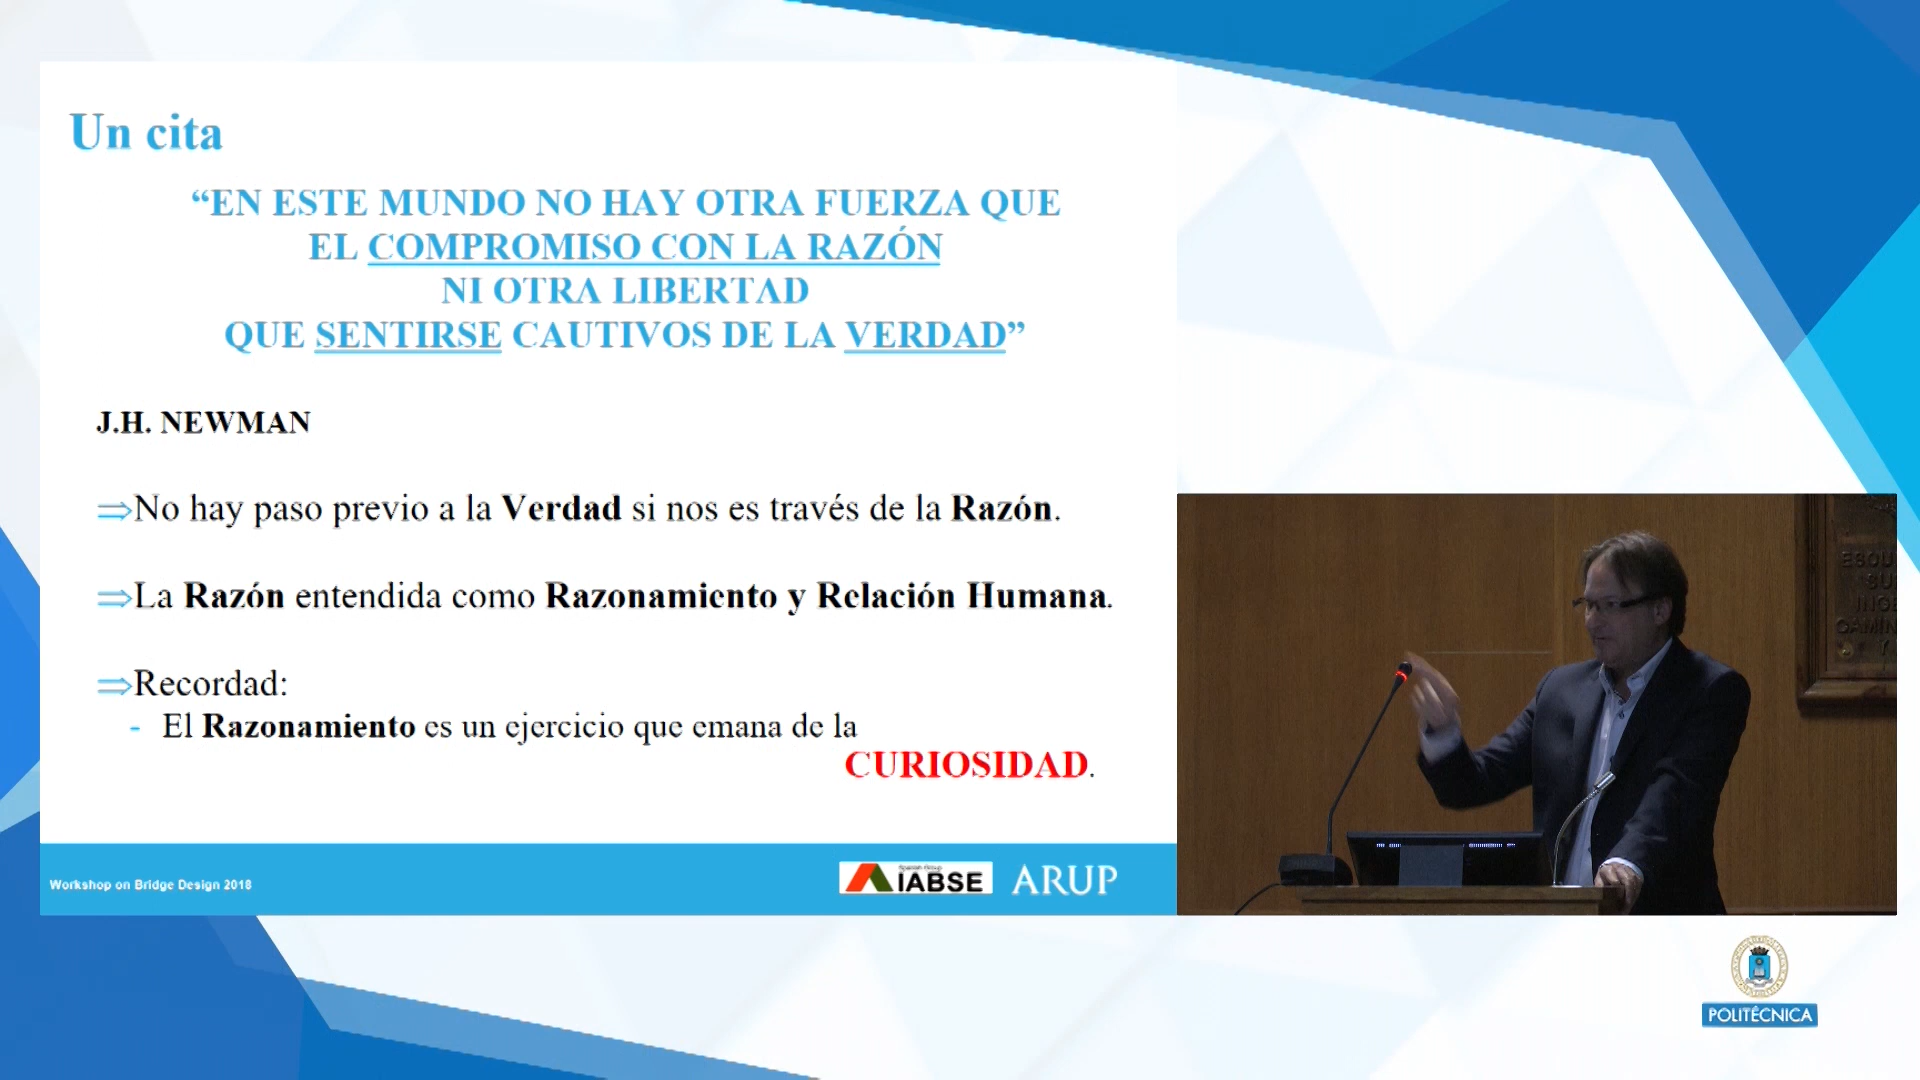 Un cita
“EN ESTE MUNDO NO HAY OTRA FUERZA QUE
EL COMPROMISO CON LA RAZÓN
NI OTRA LIBERTAD
QUE SENTIRSE CAUTIVOS DE LA VERDAD”
J.H. NEWMAN
⇒No hay paso previo a la Verdad si nos es través de la Razón.
⇒La Razón entendida como Razonamiento y Relación Humana.
⇒Recordad:
- El Razonamiento es un ejercicio que emana de la
CURIOSIDAD.
Workshop on Bridge Design 2018
Spanish Group
IABSE
ARUP
POLITÉCNICA